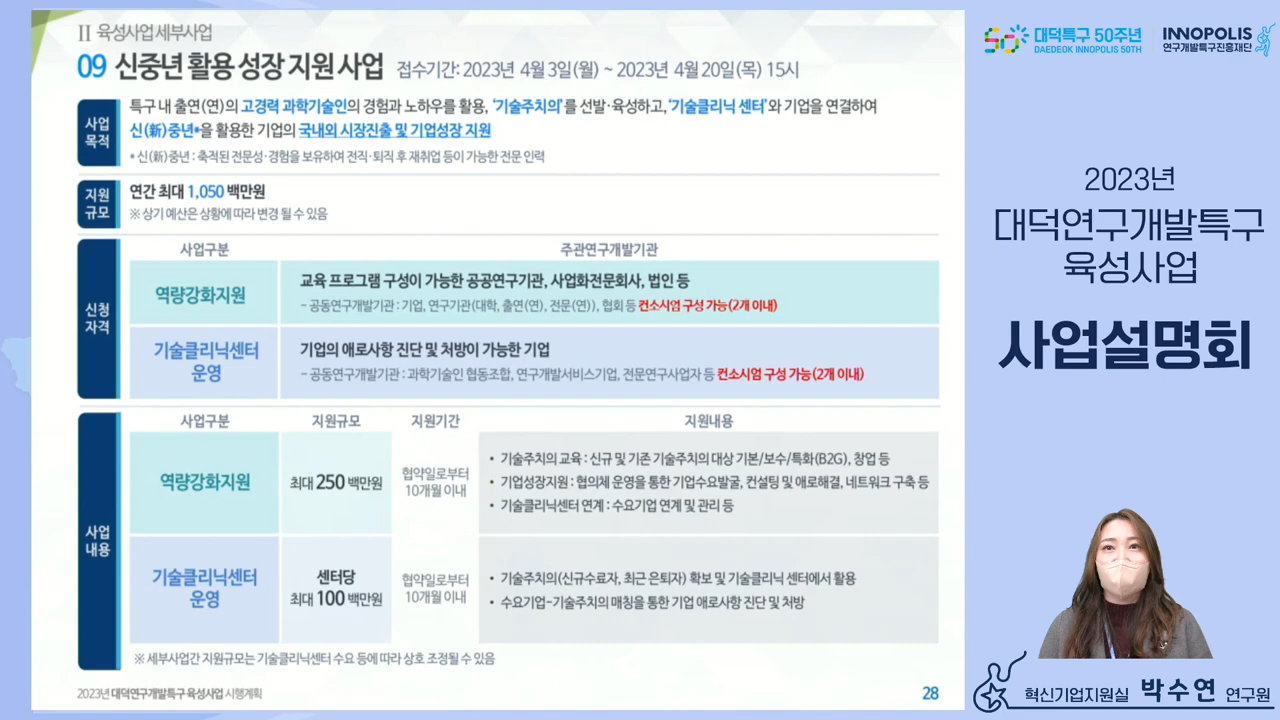 II 육성사업 세부사업
09 신중년 활용 성장 지원 사업 접수기간: 2023년 4월 3일(월) ~ 2023년 4월 20일(목) 15시
사업
목적
특구 내 출연(연)의 고경력 과학기술인의 경험과 노하우를 활용, '기술주치의'를 선발·육성하고, '기술클리닉 센터'와 기업을 연결하여
신(新)중년*을 활용한 기업의 국내외 시장진출 및 기업성장 지원
* 신(新)중년 : 축적된 전문성·경험을 보유하여 전직·퇴직 후 재취업 등이 가능한 전문 인력
지원
규모
연간 최대 1,050 백만원
※ 상기 예산은 상황에 따라 변경 될 수 있음
신청
자격
사업구분 주관연구개발기관
역량강화지원
교육 프로그램 구성이 가능한 공공연구기관, 사업화전문회사, 법인 등
- 공동연구개발기관 : 기업, 연구기관(대학, 출연(연), 전문(연)), 협회 등 컨소시엄 구성 가능(2개 이내)
기술클리닉센터
운영
기업의 애로사항 진단 및 처방이 가능한 기업
- 공동연구개발기관 : 과학기술인 협동조합, 연구개발서비스기업, 전문연구사업자 등 컨소시엄 구성 가능(2개 이내)
사업
내용
사업구분 지원규모 지원기간 지원내용
역량강화지원
최대 250 백만원
협약일로부터
10개월 이내
• 기술주치의 교육 : 신규 및 기존 기술주치의 대상 기본/보수/특화(B2G), 창업 등
• 기업성장지원 : 협의체 운영을 통한 기업수요발굴, 컨설팅 및 애로해결, 네트워크 구축 등
• 기술클리닉센터 연계 : 수요기업 연계 및 관리 등
기술클리닉센터
운영
센터당
최대 100 백만원
협약일로부터
10개월 이내
• 기술주치의(신규수료자, 최근 은퇴자) 확보 및 기술클리닉 센터에서 활용
• 수요기업-기술주치의 매칭을 통한 기업 애로사항 진단 및 처방
※ 세부사업간 지원규모는 기술클리닉센터 수요 등에 따라 상호 조정될 수 있음
2023년 대덕연구개발특구 육성사업 시행계획 28
50 대덕특구 50주년
DAEDEOK INNOPOLIS 50TH
INNOPOLIS
연구개발특구진흥재단
2023년
대덕연구개발특구
육성사업
사업설명회
혁신기업지원실 박수연 연구원